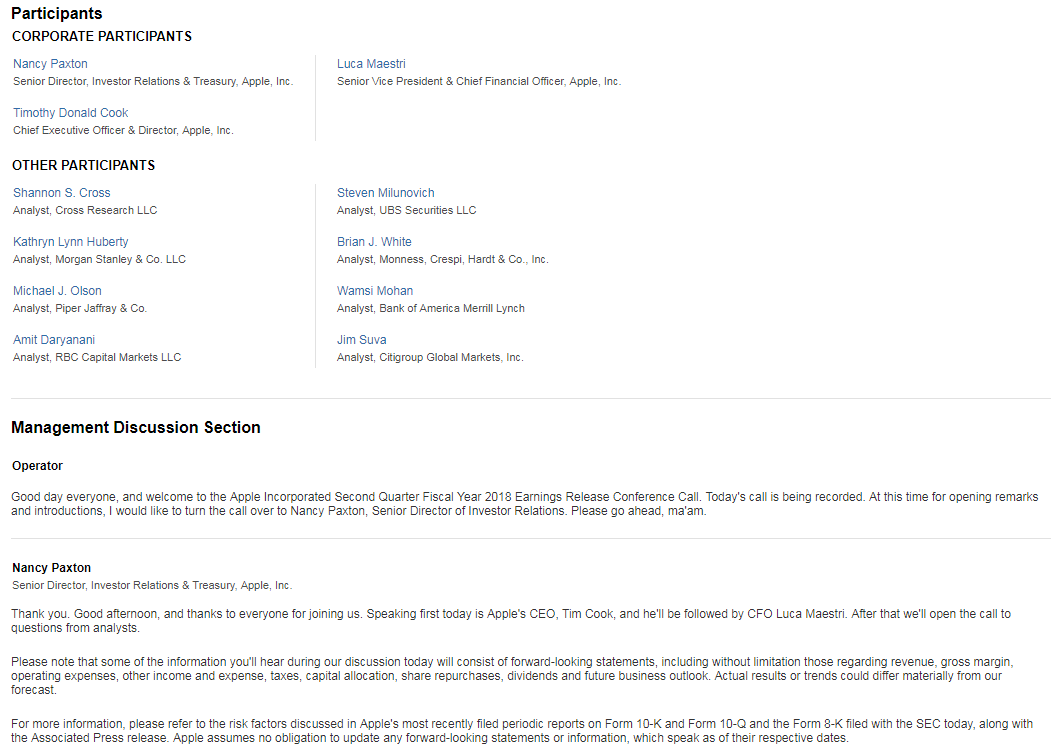 Participants
CORPORATE PARTICIPANTS
Nancy Paxton
Senior Director, Investor Relations & Treasury, Apple, Inc.
Luca Maestri
Senior Vice President & Chief Financial Officer, Apple, Inc.
Timothy Donald Cook
Chief Executive Officer & Director, Apple, Inc.
OTHER PARTICIPANTS
Shannon S. Cross
Analyst, Cross Research LLC
Steven Milunovich
Analyst, UBS Securities LLC
Kathryn Lynn Huberty
Analyst, Morgan Stanley & Co. LLC
Brian J. White
Analyst, Monness, Crespi, Hardt & Co., Inc.
Michael J. Olson
Analyst, Piper Jaffray & Co.
Wamsi Mohan
Analyst, Bank of America Merrill Lynch
Amit Daryanani
Analyst, RBC Capital Markets LLC
Jim Suva
Analyst, Citigroup Global Markets, Inc.
Management Discussion Section
Operator
Good day everyone, and welcome to the Apple Incorporated Second Quarter Fiscal Year 2018 Earnings Release Conference Call. Today's call is being recorded. At this time for opening remarks
and introductions, I would like to turn the call over to Nancy Paxton, Senior Director of Investor Relations. Please go ahead, ma'am.
Nancy Paxton
Senior Director, Investor Relations & Treasury, Apple, Inc.
Thank you. Good afternoon, and thanks to everyone for joining us. Speaking first today is Apple's CEO, Tim Cook, and he'll be followed by CFO Luca Maestri. After that we'll open the call to
questions from analysts.
Please note that some of the information you'll hear during our discussion today will consist of forward-looking statements, including without limitation those regarding revenue, gross margin,
operating expenses, other income and expense, taxes, capital allocation, share repurchases, dividends and future business outlook. Actual results or trends could differ materially from our
forecast.
For more information, please refer to the risk factors discussed in Apple's most recently filed periodic reports on Form 10-K and Form 10-Q and the Form 8-K filed with the SEC today, along with
the Associated Press release. Apple assumes no obligation to update any forward-looking statements or information, which speak as of their respective dates.